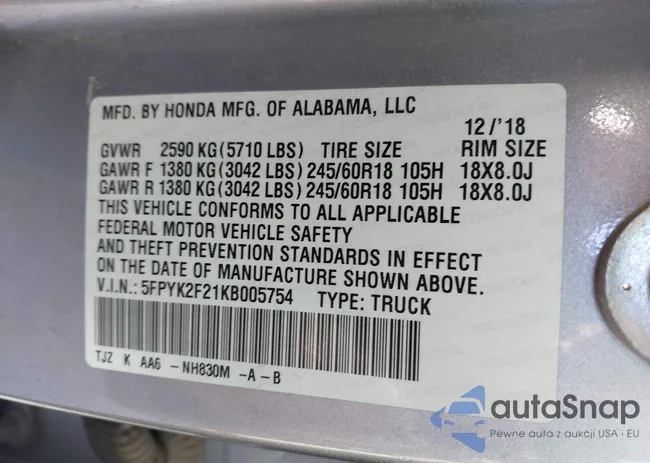 MFD. BY HONDA MFG. OF ALABAMA, LLC
12/'18
GVWR 2590 KG (5710 LBS) TIRE SIZE RIM SIZE
GAWR F 1380 KG (3042 LBS) 245/60R18 105H 18X8.0J
GAWR R 1380 KG (3042 LBS) 245/60R18 105H 18X8.0J
THIS VEHICLE CONFORMS TO ALL APPLICABLE
FEDERAL MOTOR VEHICLE SAFETY
AND THEFT PREVENTION STANDARDS IN EFFECT
ON THE DATE OF MANUFACTURE SHOWN ABOVE.
V.I.N.: 5FPYK2F21KB005754 TYPE: TRUCK
TJZ K AA6 -NH830M -A-B
autaSnap
Pewne auta z aukcji USA i EU